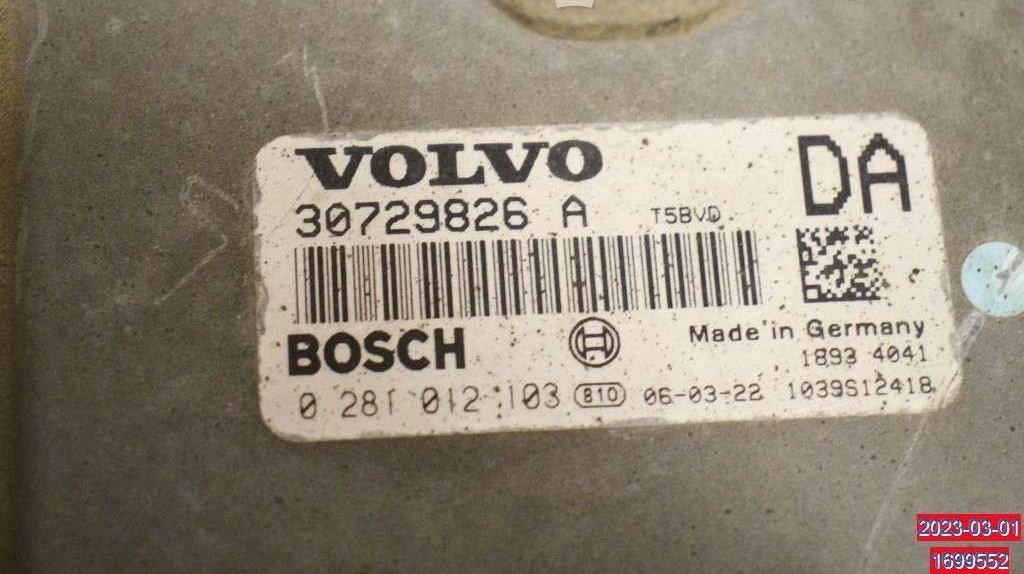 VOLVO
DA
30729826 A T5BVD
BOSCH
Made in Germany
1893 4041
0 281 012 103 810 06-03-22 1039S12418
2023-03-01
1699552